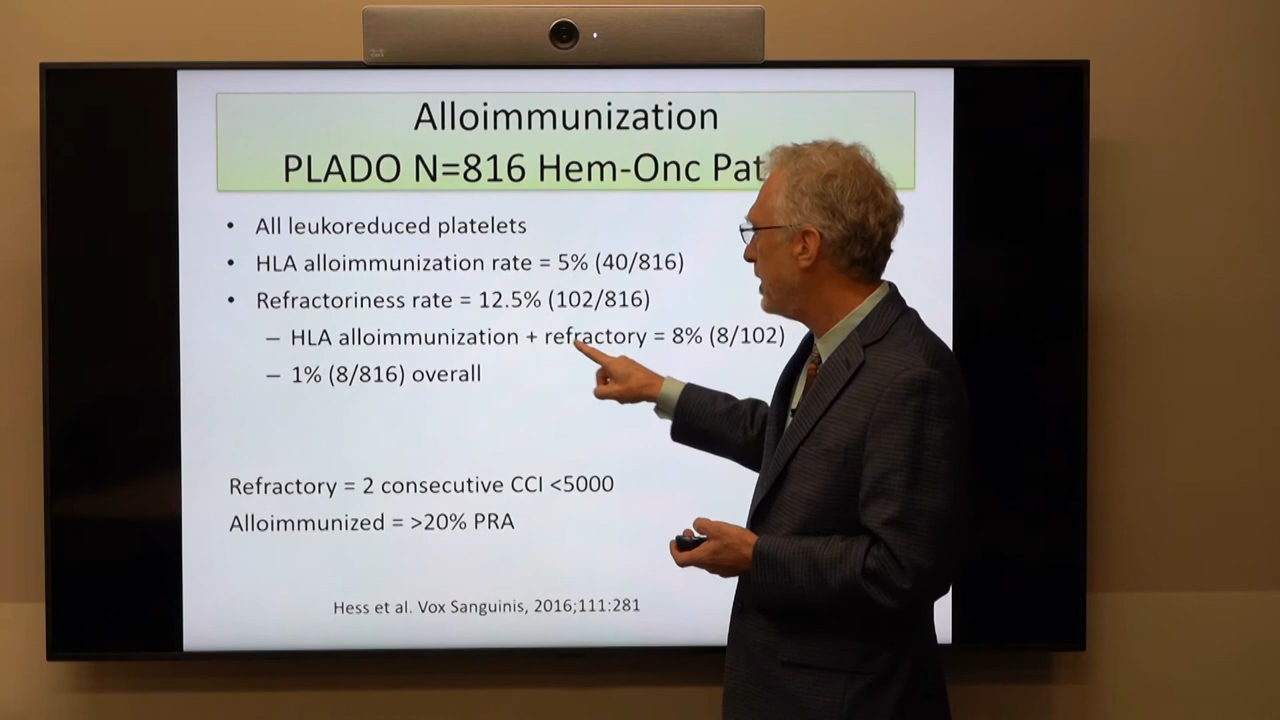 Alloimmunization
PLADO N=816 Hem-Onc Pat
• All leukoreduced platelets
• HLA alloimmunization rate = 5% (40/816)
• Refractoriness rate = 12.5% (102/816)
– HLA alloimmunization + refractory = 8% (8/102)
– 1% (8/816) overall
Refractory = 2 consecutive CCI <5000
Alloimmunized = >20% PRA
Hess et al. Vox Sanguinis, 2016;111:281